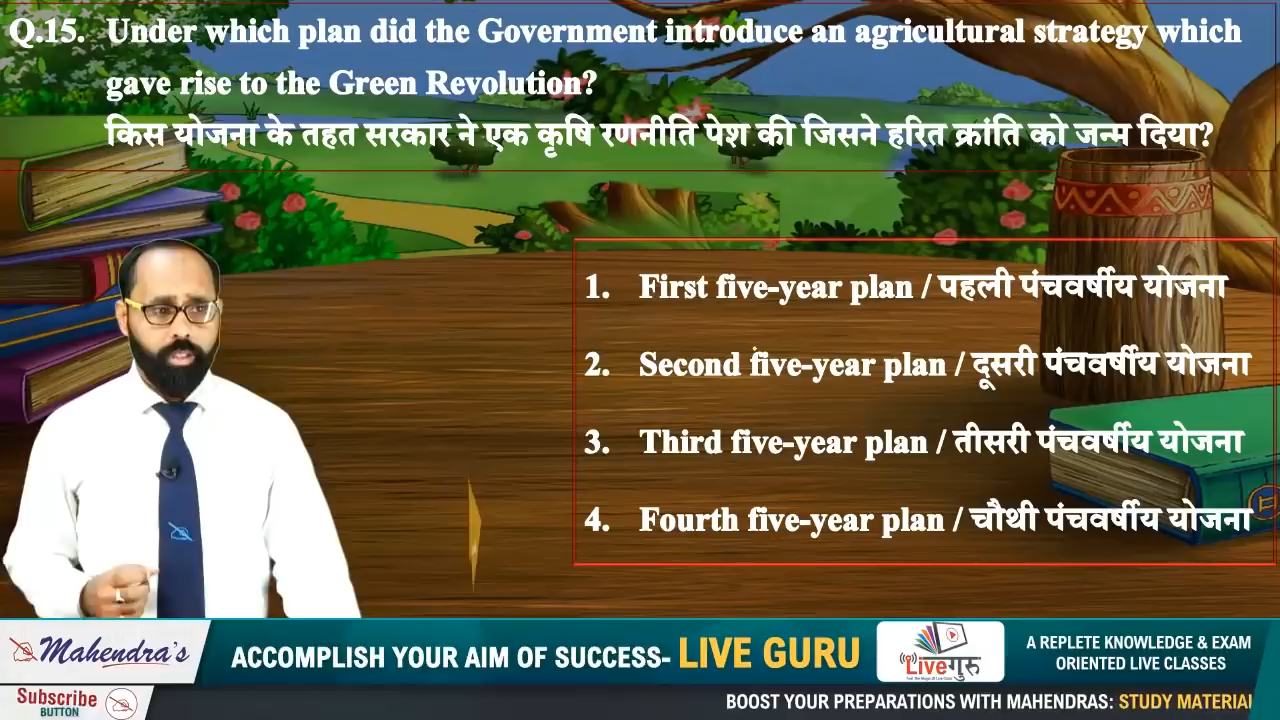 Q.15. Under which plan did the Government introduce an agricultural strategy which
gave rise to the Green Revolution?
किस योजना के तहत सरकार ने एक कृषि रणनीति पेश की जिसने हरित क्रांति को जन्म दिया?
1. First five-year plan / पहली पंचवर्षीय योजना
2. Second five-year plan / दूसरी पंचवर्षीय योजना
3. Third five-year plan / तीसरी पंचवर्षीय योजना
4. Fourth five-year plan / चौथी पंचवर्षीय योजना
Mahendra's
ACCOMPLISH YOUR AIM OF SUCCESS- LIVE GURU
Liveगुरु
A REPLETE KNOWLEDGE & EXAM
ORIENTED LIVE CLASSES
Subscribe
BUTTON
BOOST YOUR PREPARATIONS WITH MAHENDRAS: STUDY MATERIAL